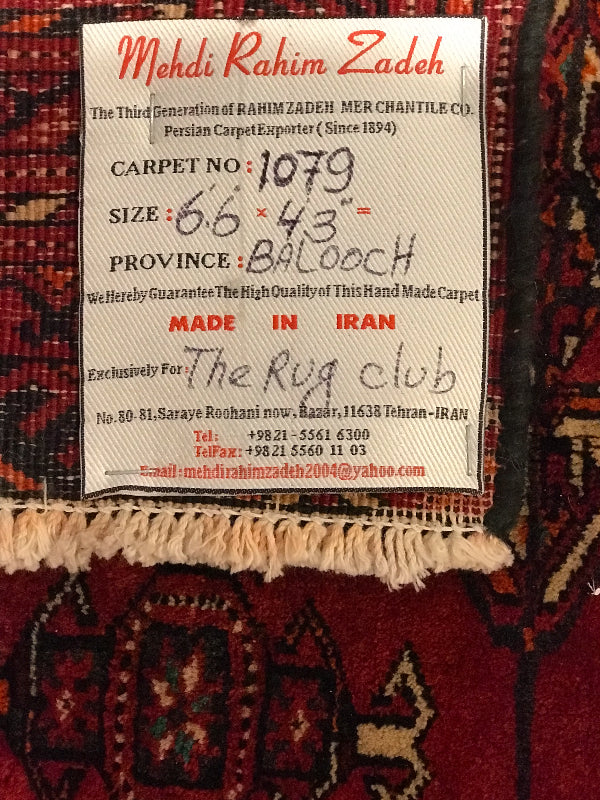 Mehdi Rahim Zadeh
The Third Generation of RAHIMZADEH MERCHANTILE CO.
Persian Carpet Exporter ( Since 1894)
CARPET NO : 1079
SIZE : 6.6 × 4.3" =
PROVINCE : BALOOCH
We Hereby Guarantee The High Quality of This Hand Made Carpet
MADE IN IRAN
Exclusively For : The Rug club
No.80-81,Saraye Roohani now, Bazar,11638 Tehran-IRAN
Tel: +9821-5561 6300
TelFax: +9821 5560 11 03
Email:mehdirahimzadeh2004@yahoo.com